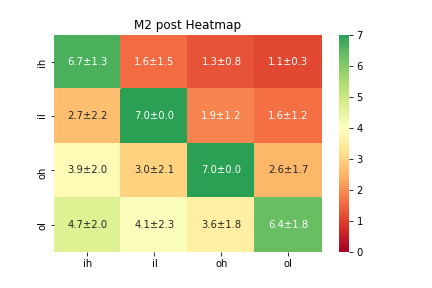 M2 post Heatmap
ih 6.7±1.3 1.6±1.5 1.3±0.8 1.1±0.3
il 2.7±2.2 7.0±0.0 1.9±1.2 1.6±1.2
oh 3.9±2.0 3.0±2.1 7.0±0.0 2.6±1.7
ol 4.7±2.0 4.1±2.3 3.6±1.8 6.4±1.8
ih il oh ol
7
6
5
4
3
2
1
0